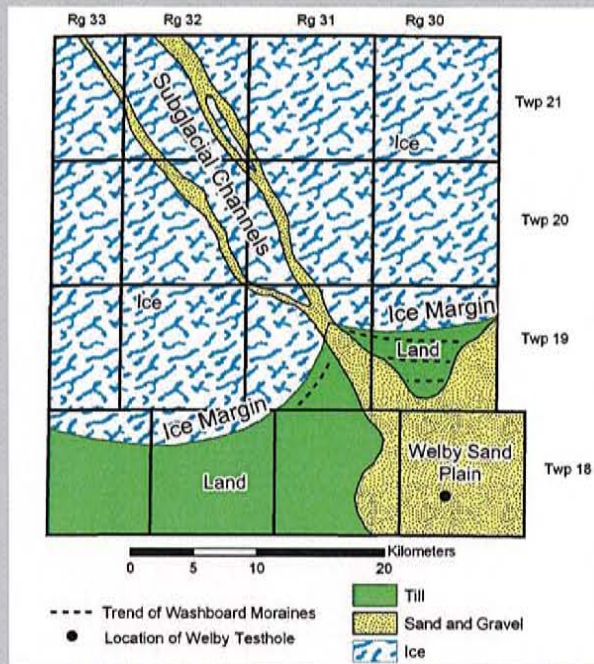 Rg 33 Rg 32 Rg 31 Rg 30
Twp 21
Ice
Subglacial Channels
Twp 20
Ice
Ice Margin
Land
Twp 19
Ice Margin
Welby Sand
Plain
Twp 18
Land
Kilometers
0 5 10 20
Trend of Washboard Moraines
Location of Welby Testhole
Till
Sand and Gravel
Ice